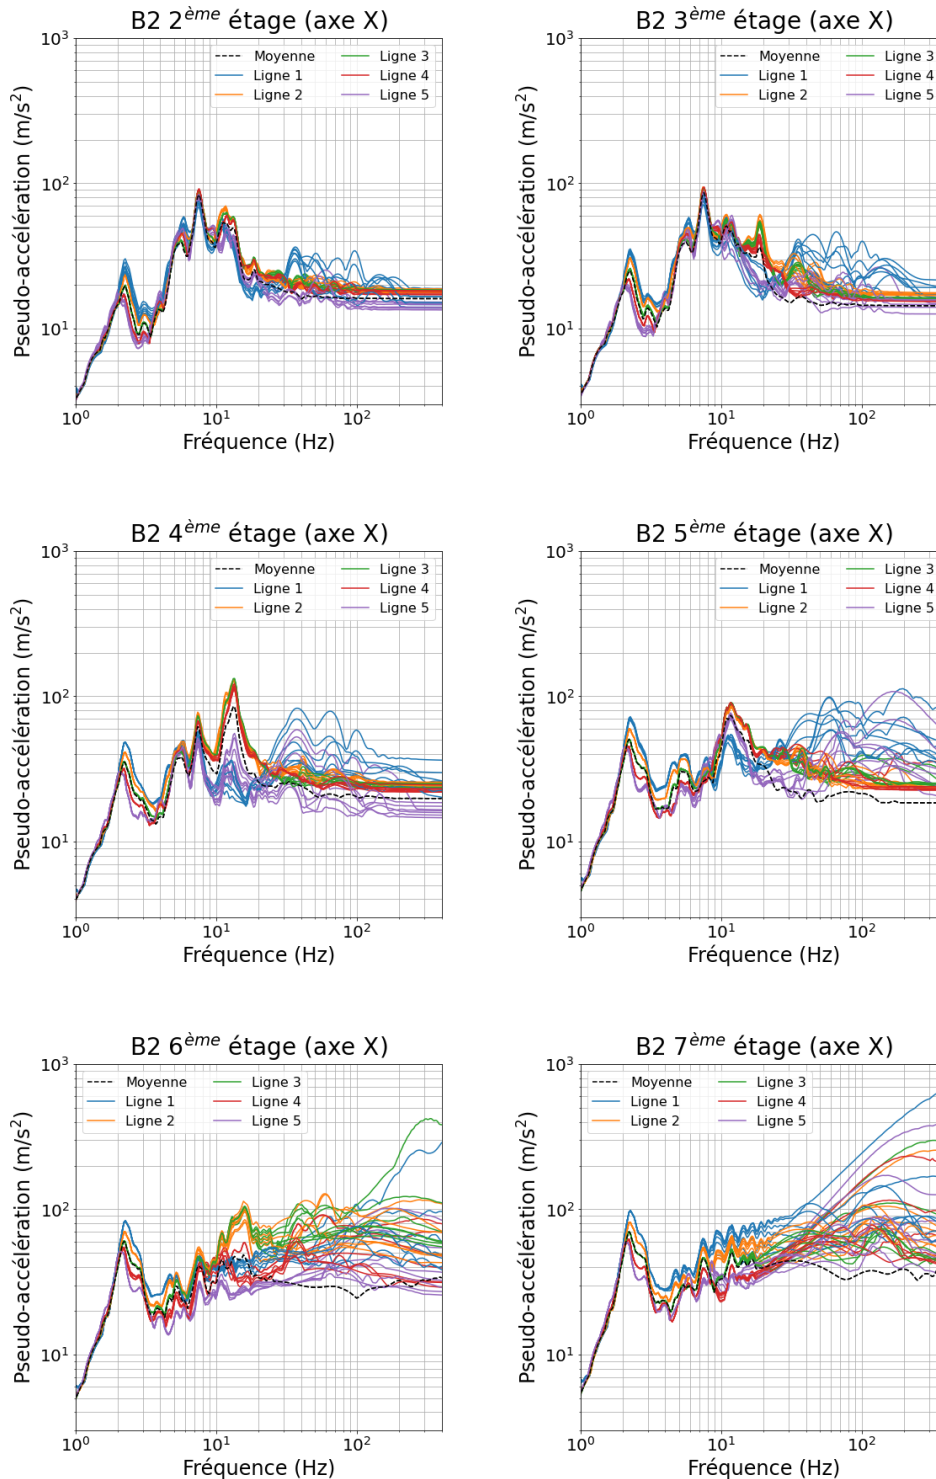 B2 2ème étage (axe X)
Pseudo-accélération (m/s²)
10³
10²
10¹
Moyenne
Ligne 1
Ligne 2
Ligne 3
Ligne 4
Ligne 5
10⁰
10¹
10²
Fréquence (Hz)
B2 3ème étage (axe X)
Pseudo-accélération (m/s²)
10³
10²
10¹
Moyenne
Ligne 1
Ligne 2
Ligne 3
Ligne 4
Ligne 5
10⁰
10¹
10²
Fréquence (Hz)
B2 4ème étage (axe X)
Pseudo-accélération (m/s²)
10³
10²
10¹
Moyenne
Ligne 1
Ligne 2
Ligne 3
Ligne 4
Ligne 5
10⁰
10¹
10²
Fréquence (Hz)
B2 5ème étage (axe X)
Pseudo-accélération (m/s²)
10³
10²
10¹
Moyenne
Ligne 1
Ligne 2
Ligne 3
Ligne 4
Ligne 5
10⁰
10¹
10²
Fréquence (Hz)
B2 6ème étage (axe X)
Pseudo-accélération (m/s²)
10³
10²
10¹
Moyenne
Ligne 1
Ligne 2
Ligne 3
Ligne 4
Ligne 5
10⁰
10¹
10²
Fréquence (Hz)
B2 7ème étage (axe X)
Pseudo-accélération (m/s²)
10³
10²
10¹
Moyenne
Ligne 1
Ligne 2
Ligne 3
Ligne 4
Ligne 5
10⁰
10¹
10²
Fréquence (Hz)